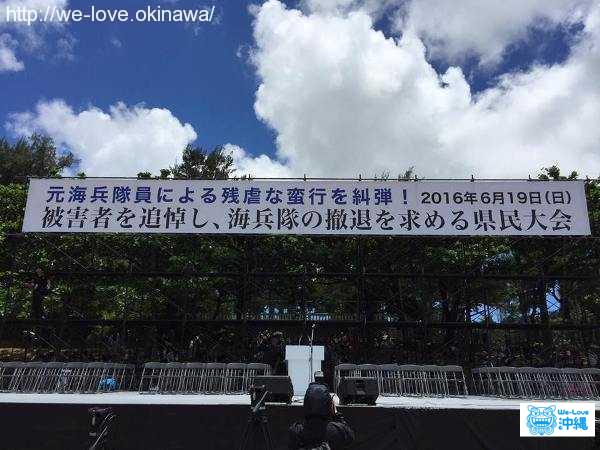 http://we-love.okinawa/
元海兵隊員による残虐な蛮行を糾弾！ 2016年6月19日(日)
被害者を追悼し、海兵隊の撤退を求める県民大会
We-Love
沖縄